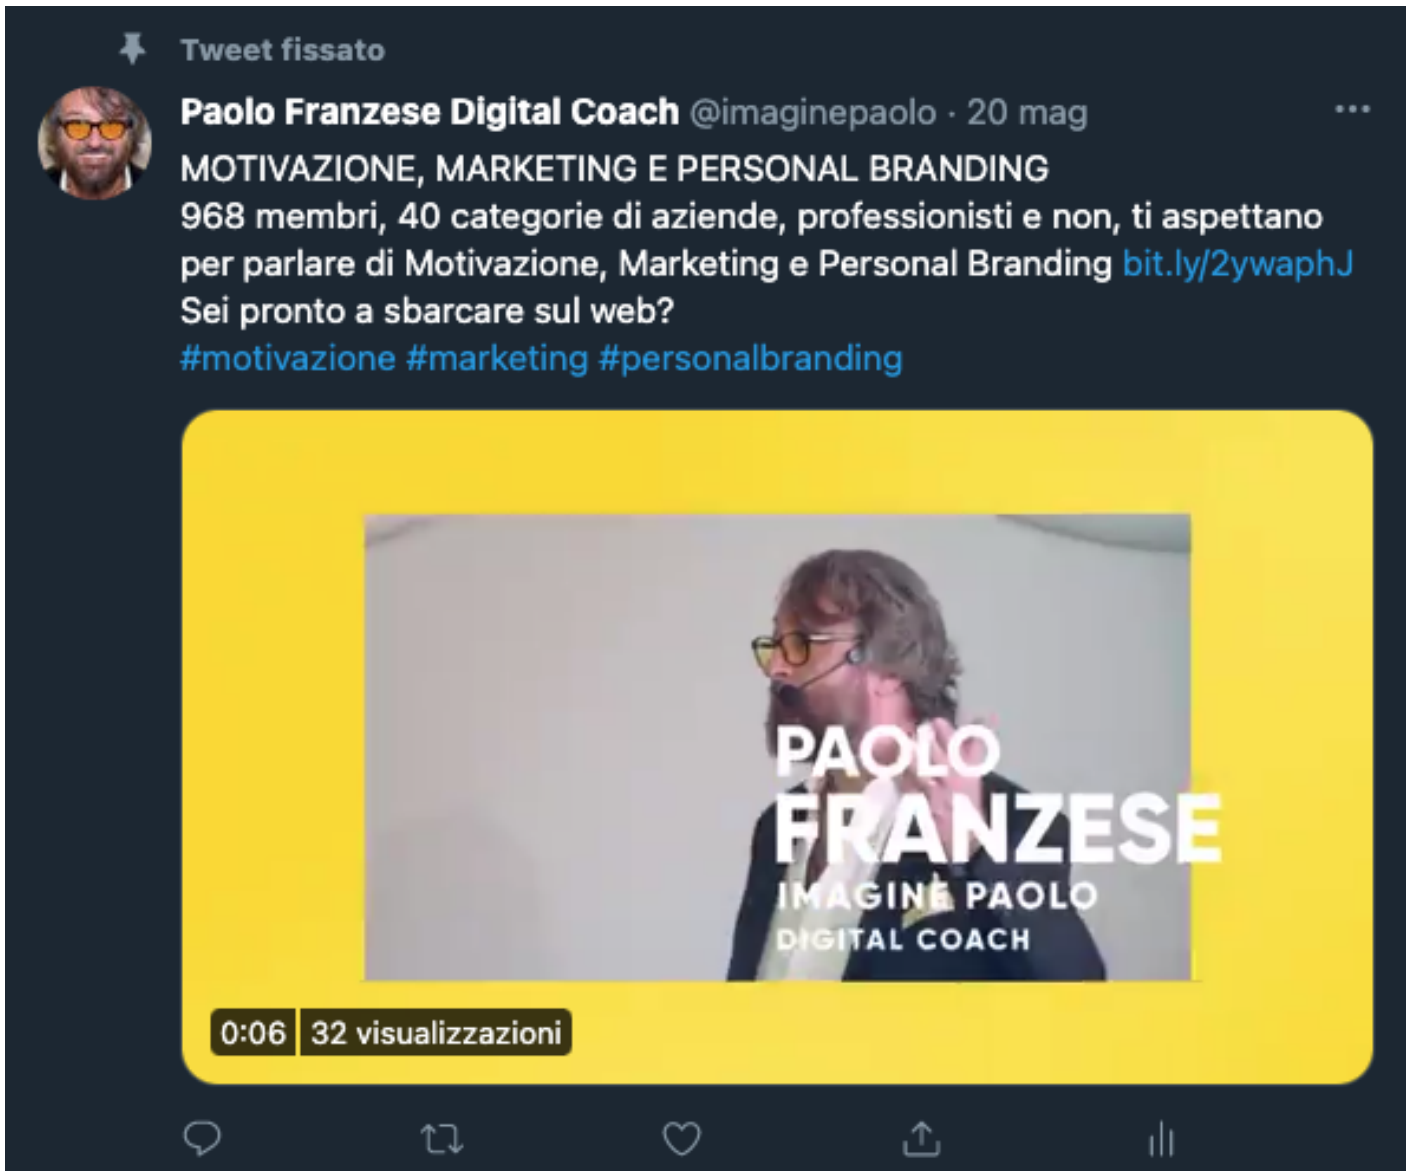 Tweet fissato
Paolo Franzese Digital Coach @imaginepaolo · 20 mag
MOTIVAZIONE, MARKETING E PERSONAL BRANDING
968 membri, 40 categorie di aziende, professionisti e non, ti aspettano
per parlare di Motivazione, Marketing e Personal Branding bit.ly/2ywaphJ
Sei pronto a sbarcare sul web?
#motivazione #marketing #personalbranding
PAOLO
FRANZESE
IMAGINE PAOLO
DIGITAL COACH
0:06 32 visualizzazioni